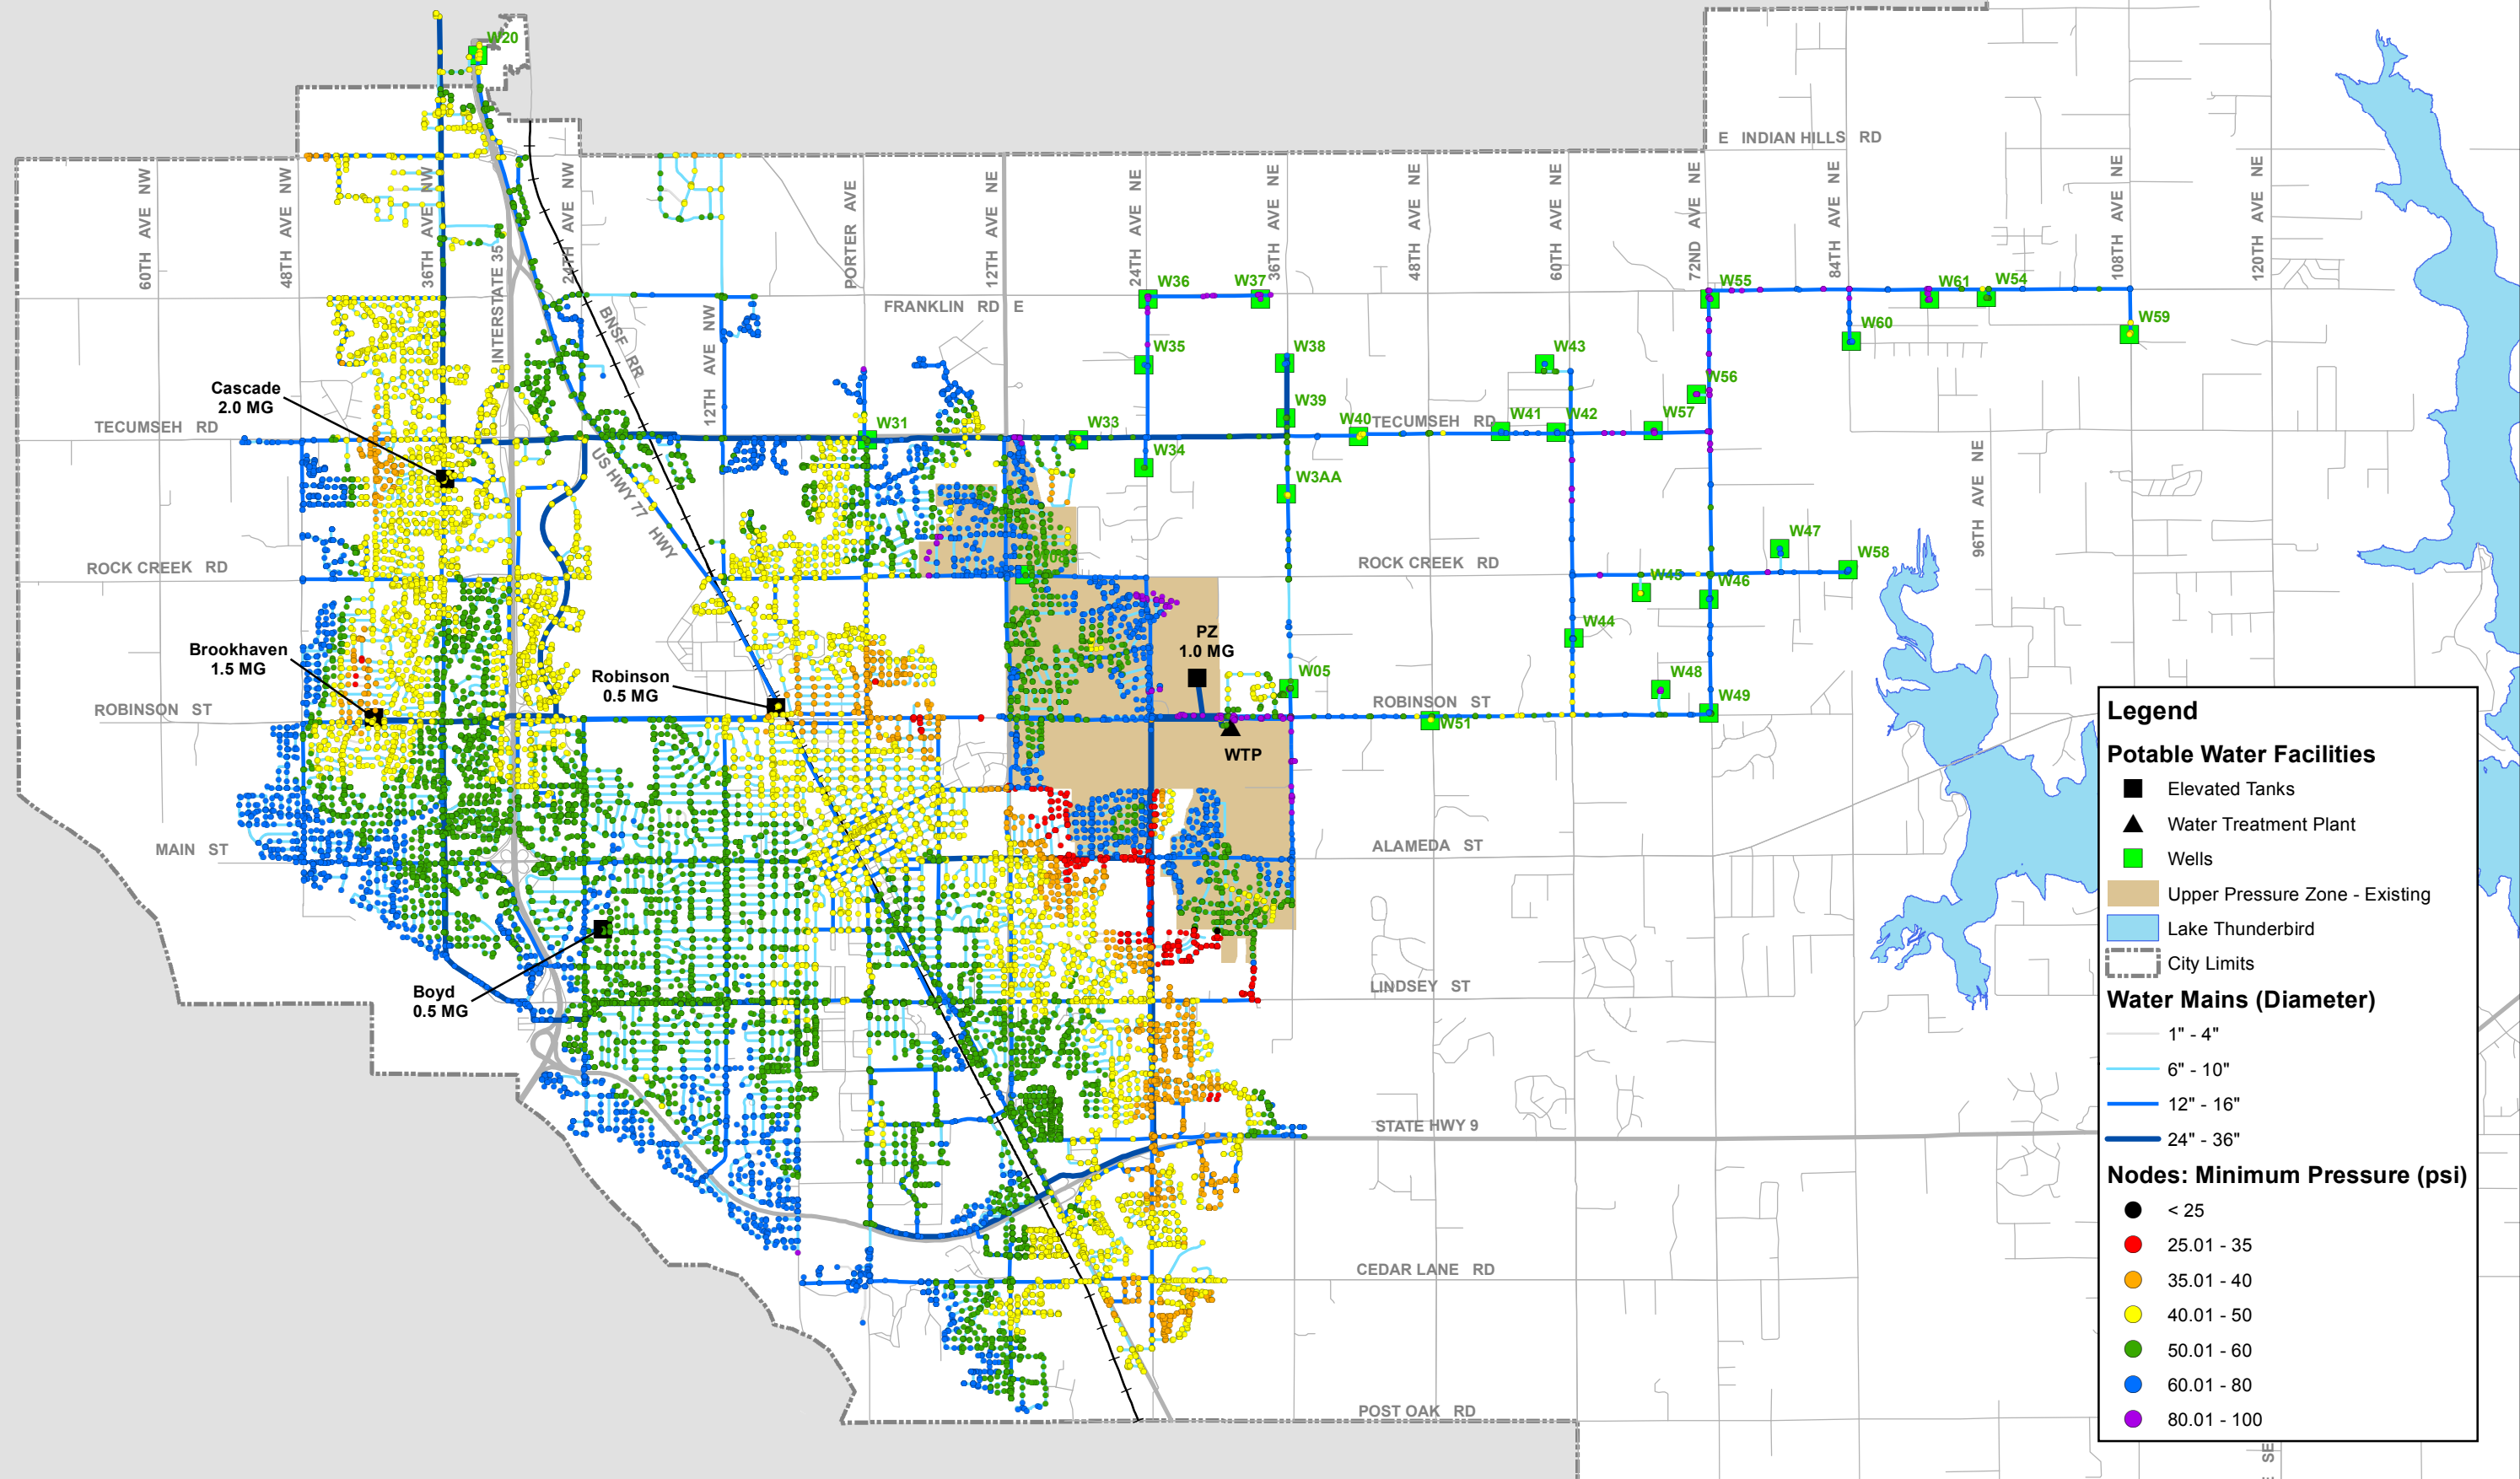 W20
E INDIAN HILLS RD
60TH AVE NW
48TH AVE NW
36TH AVE NW
INTERSTATE 35
24TH AVE NW
BNSF RR
12TH AVE NW
PORTER AVE
12TH AVE NE
24TH AVE NE
36TH AVE NE
48TH AVE NE
60TH AVE NE
72ND AVE NE
84TH AVE NE
96TH AVE NE
108TH AVE NE
120TH AVE NE
FRANKLIN RD E
W36
W37
W55
W61
W54
W59
W60
W35
W38
W43
W56
W39
Cascade
2.0 MG
TECUMSEH RD
W31
W33
W40
TECUMSEH RD
W41
W42
W57
W34
W3AA
US HWY 77 HWY
ROCK CREEK RD
ROCK CREEK RD
W47
W58
W45
W46
W44
Brookhaven
1.5 MG
Robinson
0.5 MG
PZ
1.0 MG
W05
W48
W49
ROBINSON ST
ROBINSON ST
W51
WTP
MAIN ST
ALAMEDA ST
Boyd
0.5 MG
LINDSEY ST
STATE HWY 9
CEDAR LANE RD
POST OAK RD
SE
Legend
Potable Water Facilities
Elevated Tanks
Water Treatment Plant
Wells
Upper Pressure Zone - Existing
Lake Thunderbird
City Limits
Water Mains (Diameter)
1" - 4"
6" - 10"
12" - 16"
24" - 36"
Nodes: Minimum Pressure (psi)
< 25
25.01 - 35
35.01 - 40
40.01 - 50
50.01 - 60
60.01 - 80
80.01 - 100